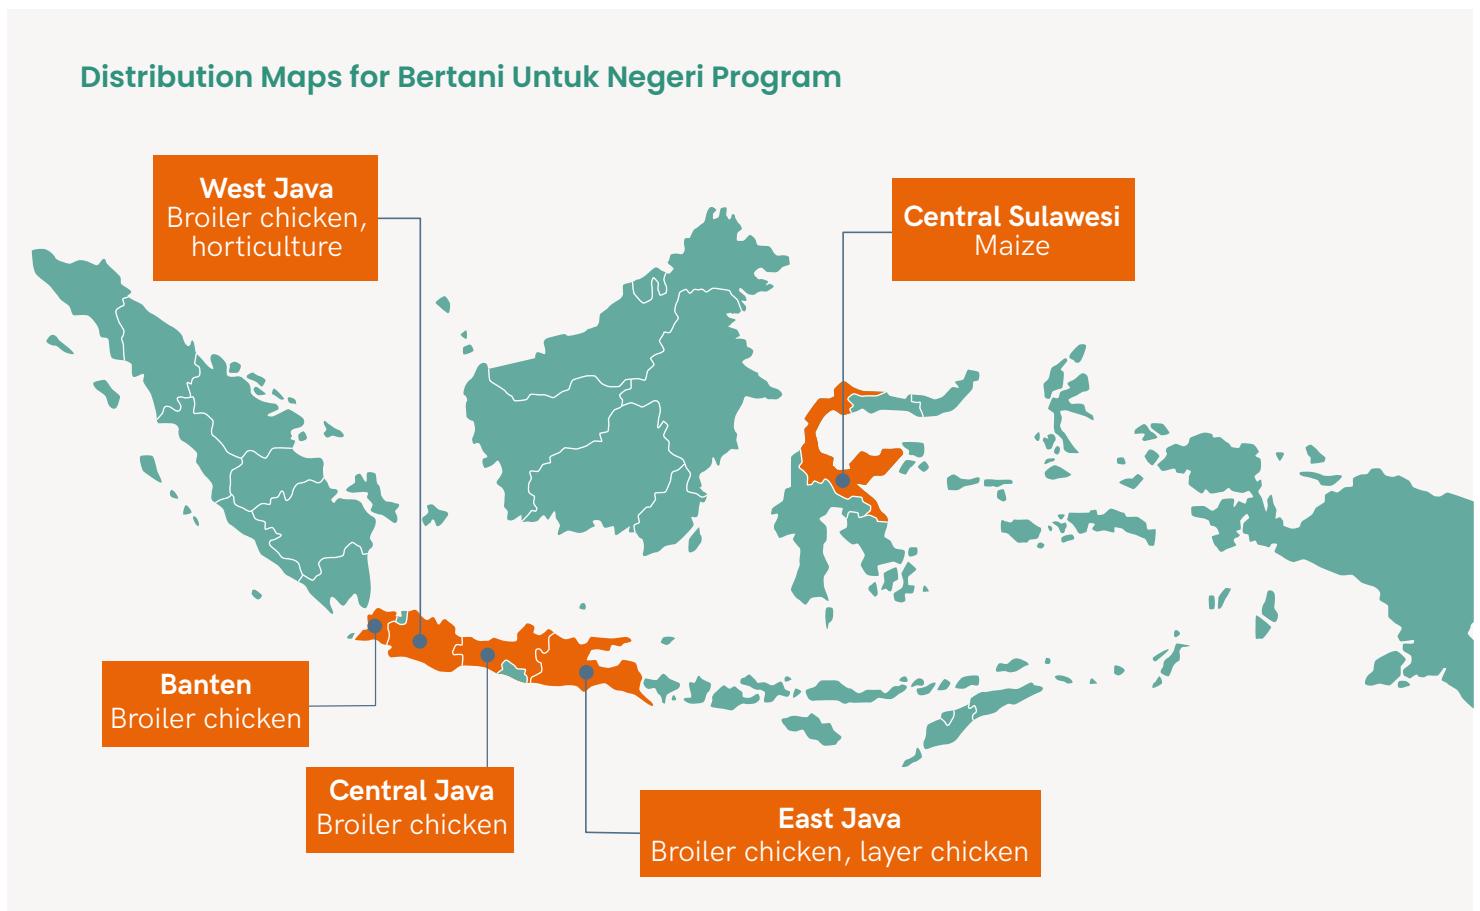 Distribution Maps for Bertani Untuk Negeri Program
West Java
Broiler chicken,
horticulture
Central Sulawesi
Maize
Banten
Broiler chicken
Central Java
Broiler chicken
East Java
Broiler chicken, layer chicken